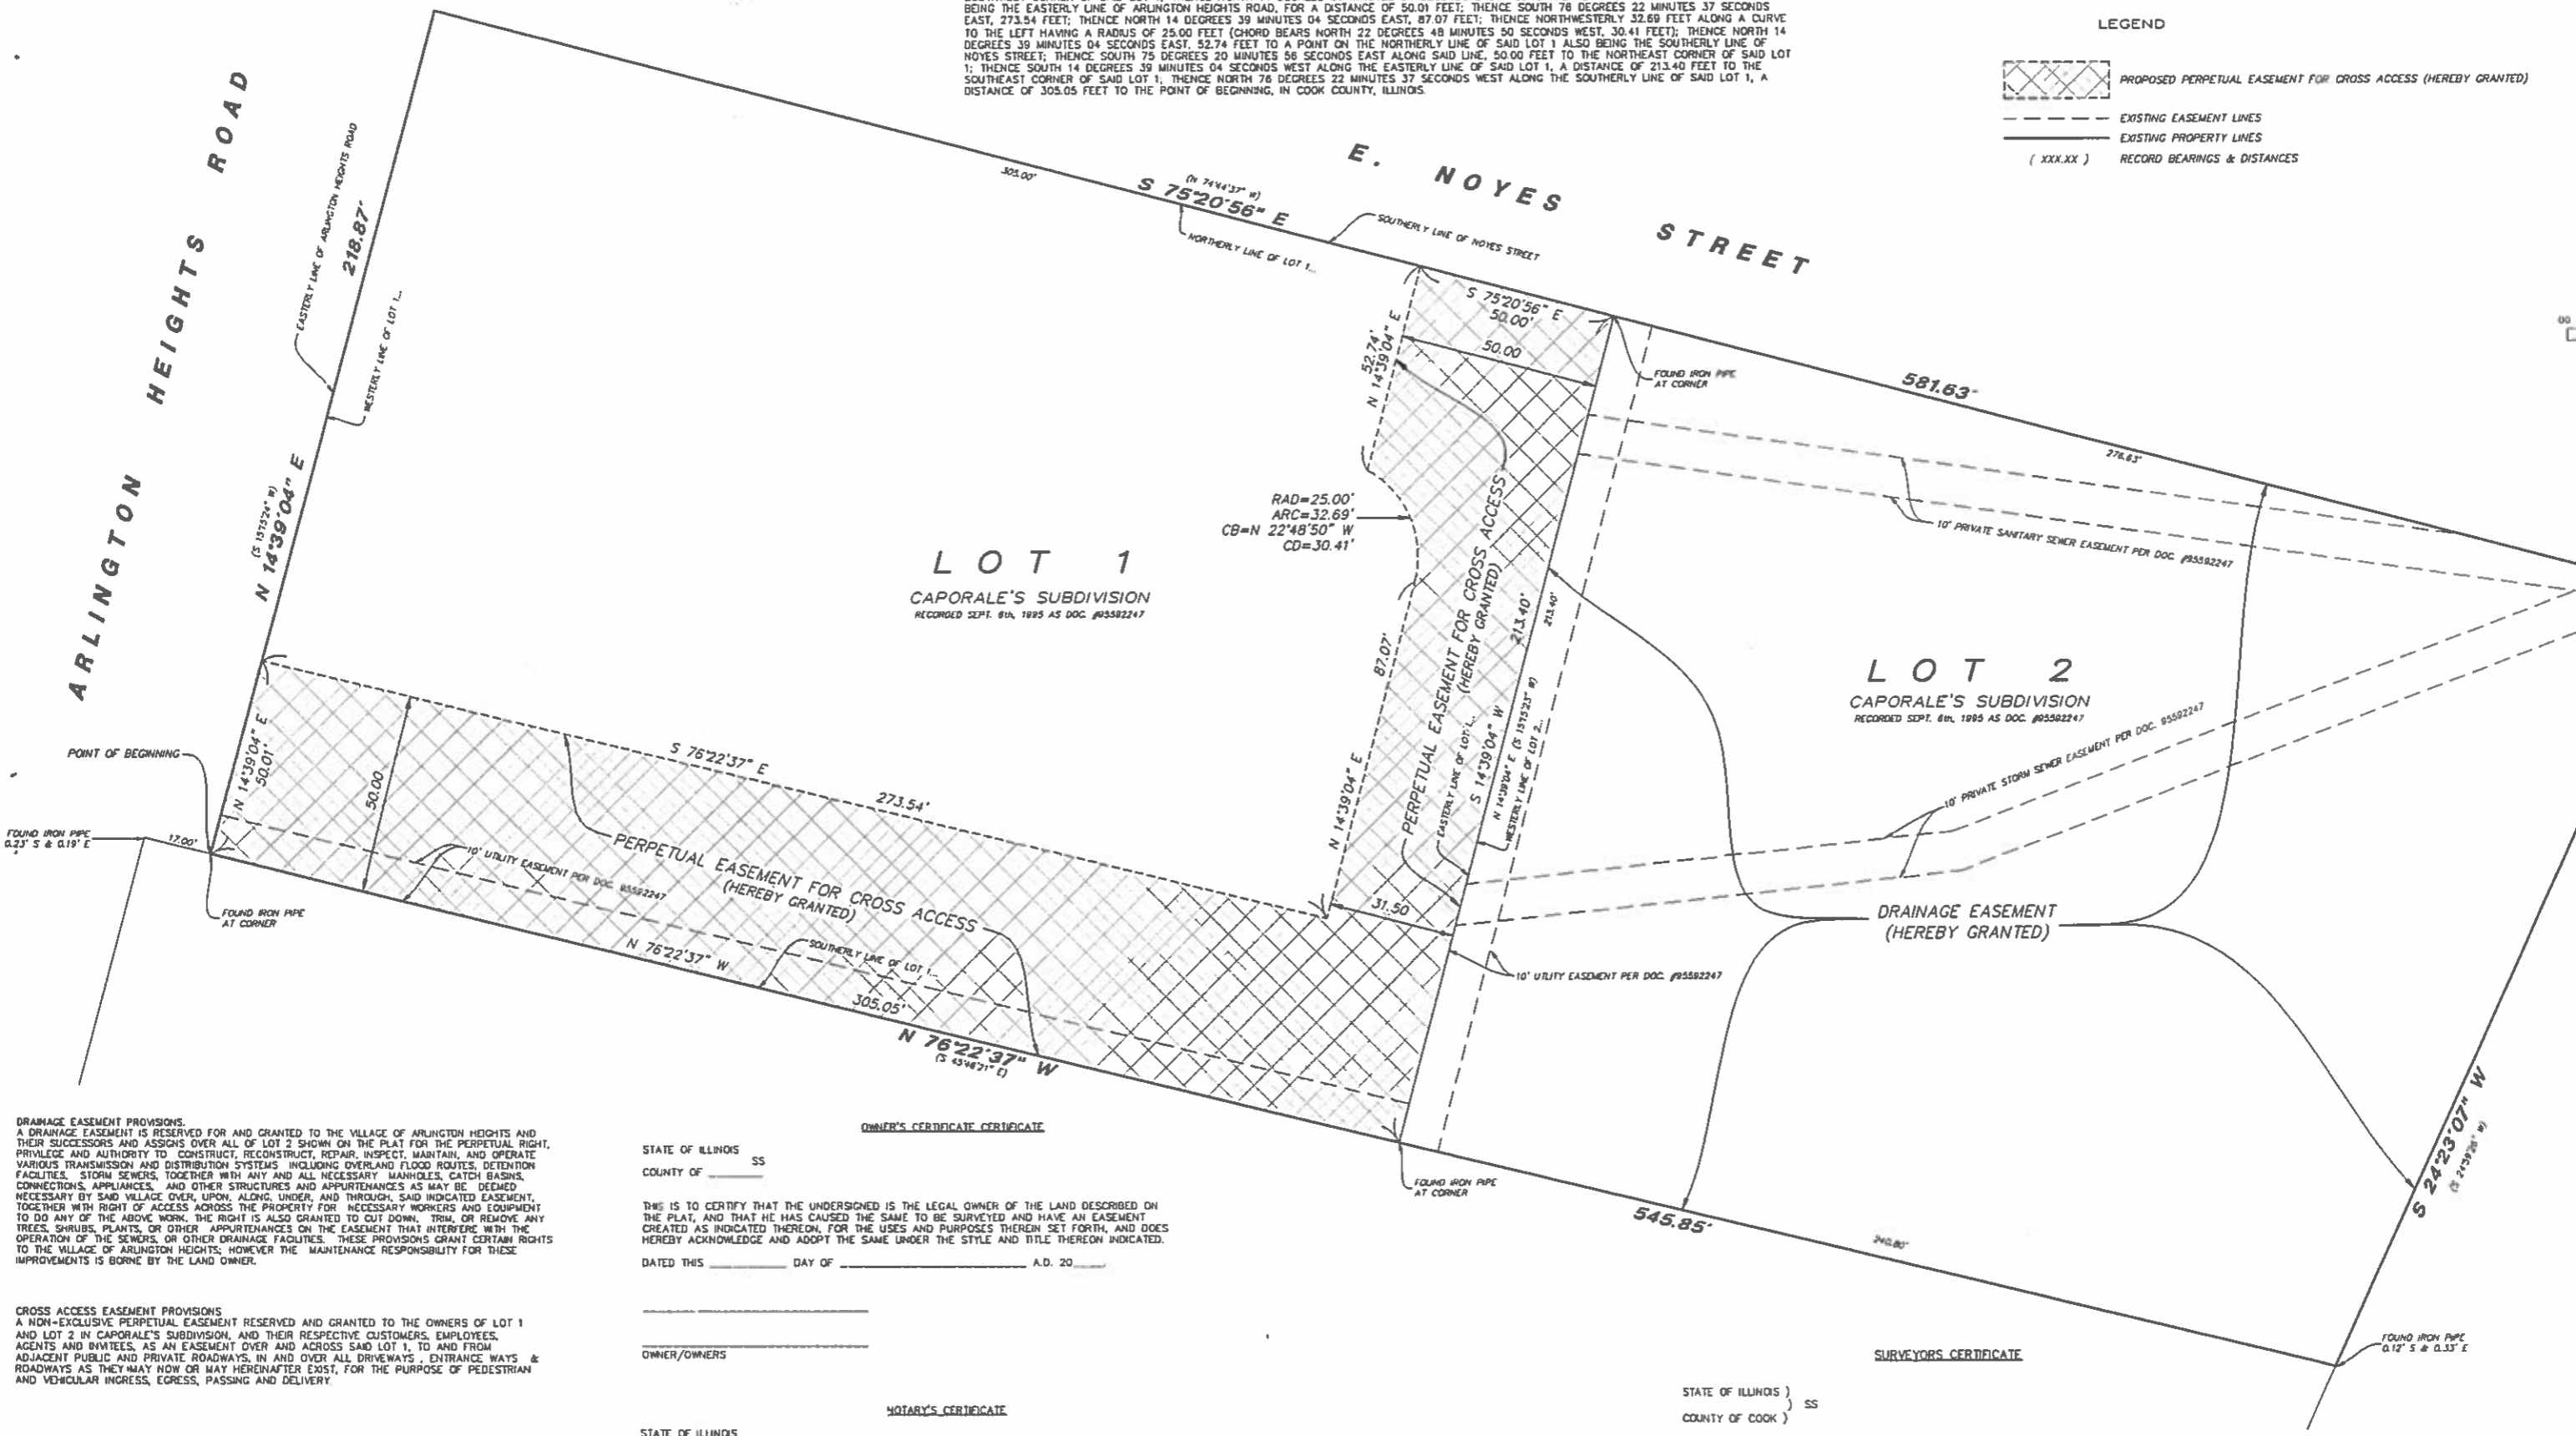 BEING THE EASTERLY LINE OF ARLINGTON HEIGHTS ROAD, FOR A DISTANCE OF 50.01 FEET; THENCE SOUTH 76 DEGREES 22 MINUTES 37 SECONDS
EAST, 273.54 FEET; THENCE NORTH 14 DEGREES 39 MINUTES 04 SECONDS EAST, 87.07 FEET; THENCE NORTHWESTERLY 32.69 FEET ALONG A CURVE
TO THE LEFT HAVING A RADIUS OF 25.00 FEET (CHORD BEARS NORTH 22 DEGREES 48 MINUTES 50 SECONDS WEST, 30.41 FEET); THENCE NORTH 14
DEGREES 39 MINUTES 04 SECONDS EAST, 52.74 FEET TO A POINT ON THE NORTHERLY LINE OF SAID LOT 1 ALSO BEING THE SOUTHERLY LINE OF
NOYES STREET; THENCE SOUTH 75 DEGREES 20 MINUTES 56 SECONDS EAST ALONG SAID LINE, 50.00 FEET TO THE NORTHEAST CORNER OF SAID LOT
1; THENCE SOUTH 14 DEGREES 39 MINUTES 04 SECONDS WEST ALONG THE EASTERLY LINE OF SAID LOT 1, A DISTANCE OF 213.40 FEET TO THE
SOUTHEAST CORNER OF SAID LOT 1; THENCE NORTH 76 DEGREES 22 MINUTES 37 SECONDS WEST ALONG THE SOUTHERLY LINE OF SAID LOT 1, A
DISTANCE OF 305.05 FEET TO THE POINT OF BEGINNING, IN COOK COUNTY, ILLINOIS.
LEGEND
PROPOSED PERPETUAL EASEMENT FOR CROSS ACCESS (HEREBY GRANTED)
EXISTING EASEMENT LINES
EXISTING PROPERTY LINES
( XXX.XX ) RECORD BEARINGS & DISTANCES
ARLINGTON HEIGHTS ROAD
EASTERLY LINE OF ARLINGTON HEIGHTS ROAD
218.87'
WESTERLY LINE OF LOT 1...
(S 15°15'24" W)
N 14°39'04" E
305.00'
(N 74°44'37" W)
S 75°20'56" E
NORTHERLY LINE OF LOT 1...
SOUTHERLY LINE OF NOYES STREET
E. NOYES STREET
S 75°20'56" E
50.00'
50.00
52.74'
N 14°39'04" E
FOUND IRON PIPE
AT CORNER
581.63'
276.63'
10' PRIVATE SANITARY SEWER EASEMENT PER DOC. #95592247
RAD=25.00'
ARC=32.69'
CB=N 22°48'50" W
CD=30.41'
LOT 1
CAPORALE'S SUBDIVISION
RECORDED SEPT. 6th, 1995 AS DOC. #95592247
PERPETUAL EASEMENT FOR CROSS ACCESS
(HEREBY GRANTED)
213.40'
213.40'
87.07'
N 14°39'04" E
EASTERLY LINE OF LOT 1...
S 14°39'04" W
N 14°39'04" E (S 15°15'23" W)
WESTERLY LINE OF LOT 2...
LOT 2
CAPORALE'S SUBDIVISION
RECORDED SEPT. 6th, 1995 AS DOC. #95592247
10' PRIVATE STORM SEWER EASEMENT PER DOC. 95592247
DRAINAGE EASEMENT
(HEREBY GRANTED)
POINT OF BEGINNING
N 14°39'04" E
50.01'
50.00
S 76°22'37" E
273.54'
FOUND IRON PIPE
0.23' S & 0.19' E
17.00'
FOUND IRON PIPE
AT CORNER
10' UTILITY EASEMENT PER DOC. 95592247
PERPETUAL EASEMENT FOR CROSS ACCESS
(HEREBY GRANTED)
31.50
10' UTILITY EASEMENT PER DOC. #95592247
N 76°22'37" W
SOUTHERLY LINE OF LOT 1...
305.05'
N 76°22'37" W
FOUND IRON PIPE
AT CORNER
545.85'
240.80'
S 24°23'07" W
FOUND IRON PIPE
0.12' S & 0.33' E
DRAINAGE EASEMENT PROVISIONS.
A DRAINAGE EASEMENT IS RESERVED FOR AND GRANTED TO THE VILLAGE OF ARLINGTON HEIGHTS AND
THEIR SUCCESSORS AND ASSIGNS OVER ALL OF LOT 2 SHOWN ON THE PLAT FOR THE PERPETUAL RIGHT,
PRIVILEGE AND AUTHORITY TO CONSTRUCT, RECONSTRUCT, REPAIR, INSPECT, MAINTAIN, AND OPERATE
VARIOUS TRANSMISSION AND DISTRIBUTION SYSTEMS INCLUDING OVERLAND FLOOD ROUTES, DETENTION
FACILITIES, STORM SEWERS, TOGETHER WITH ANY AND ALL NECESSARY MANHOLES, CATCH BASINS,
CONNECTIONS, APPLIANCES, AND OTHER STRUCTURES AND APPURTENANCES AS MAY BE DEEMED
NECESSARY BY SAID VILLAGE OVER, UPON, ALONG, UNDER, AND THROUGH, SAID INDICATED EASEMENT,
TOGETHER WITH RIGHT OF ACCESS ACROSS THE PROPERTY FOR NECESSARY WORKERS AND EQUIPMENT
TO DO ANY OF THE ABOVE WORK. THE RIGHT IS ALSO GRANTED TO CUT DOWN, TRIM, OR REMOVE ANY
TREES, SHRUBS, PLANTS, OR OTHER APPURTENANCES ON THE EASEMENT THAT INTERFERE WITH THE
OPERATION OF THE SEWERS, OR OTHER DRAINAGE FACILITIES. THESE PROVISIONS GRANT CERTAIN RIGHTS
TO THE VILLAGE OF ARLINGTON HEIGHTS; HOWEVER THE MAINTENANCE RESPONSIBILITY FOR THESE
IMPROVEMENTS IS BORNE BY THE LAND OWNER.
CROSS ACCESS EASEMENT PROVISIONS
A NON-EXCLUSIVE PERPETUAL EASEMENT RESERVED AND GRANTED TO THE OWNERS OF LOT 1
AND LOT 2 IN CAPORALE'S SUBDIVISION, AND THEIR RESPECTIVE CUSTOMERS, EMPLOYEES,
AGENTS AND INVITEES, AS AN EASEMENT OVER AND ACROSS SAID LOT 1, TO AND FROM
ADJACENT PUBLIC AND PRIVATE ROADWAYS, IN AND OVER ALL DRIVEWAYS , ENTRANCE WAYS &
ROADWAYS AS THEY MAY NOW OR MAY HEREINAFTER EXIST, FOR THE PURPOSE OF PEDESTRIAN
AND VEHICULAR INGRESS, EGRESS, PASSING AND DELIVERY.
OWNER'S CERTIFICATE CERTIFICATE
STATE OF ILLINOIS
SS
COUNTY OF ________
THIS IS TO CERTIFY THAT THE UNDERSIGNED IS THE LEGAL OWNER OF THE LAND DESCRIBED ON
THE PLAT, AND THAT HE HAS CAUSED THE SAME TO BE SURVEYED AND HAVE AN EASEMENT
CREATED AS INDICATED THEREON, FOR THE USES AND PURPOSES THEREIN SET FORTH, AND DOES
HEREBY ACKNOWLEDGE AND ADOPT THE SAME UNDER THE STYLE AND TITLE THEREON INDICATED.
DATED THIS ________ DAY OF ____________________ A.D. 20____
OWNER/OWNERS
NOTARY'S CERTIFICATE
STATE OF ILLINOIS
SURVEYORS CERTIFICATE
STATE OF ILLINOIS )
) SS
COUNTY OF COOK )